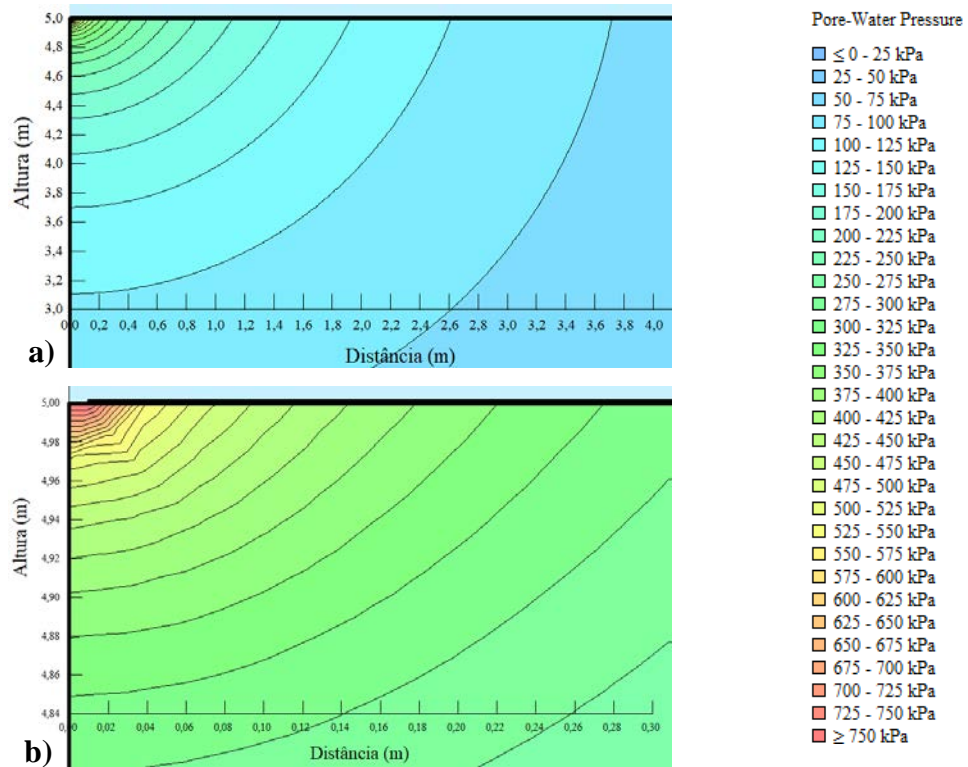 5,0
4,8
4,6
4,4
4,2
4,0
3,8
3,6
3,4
3,2
3,0
Altura (m)
0,0 0,2 0,4 0,6 0,8 1,0 1,2 1,4 1,6 1,8 2,0 2,2 2,4 2,6 2,8 3,0 3,2 3,4 3,6 3,8 4,0
Distância (m)
a)
5,00
4,98
4,96
4,94
4,92
4,90
4,88
4,86
4,84
Altura (m)
0,00 0,02 0,04 0,06 0,08 0,10 0,12 0,14 0,16 0,18 0,20 0,22 0,24 0,26 0,28 0,30
Distância (m)
b)
Pore-Water Pressure
≤ 0 - 25 kPa
25 - 50 kPa
50 - 75 kPa
75 - 100 kPa
100 - 125 kPa
125 - 150 kPa
150 - 175 kPa
175 - 200 kPa
200 - 225 kPa
225 - 250 kPa
250 - 275 kPa
275 - 300 kPa
300 - 325 kPa
325 - 350 kPa
350 - 375 kPa
375 - 400 kPa
400 - 425 kPa
425 - 450 kPa
450 - 475 kPa
475 - 500 kPa
500 - 525 kPa
525 - 550 kPa
550 - 575 kPa
575 - 600 kPa
600 - 625 kPa
625 - 650 kPa
650 - 675 kPa
675 - 700 kPa
700 - 725 kPa
725 - 750 kPa
≥ 750 kPa